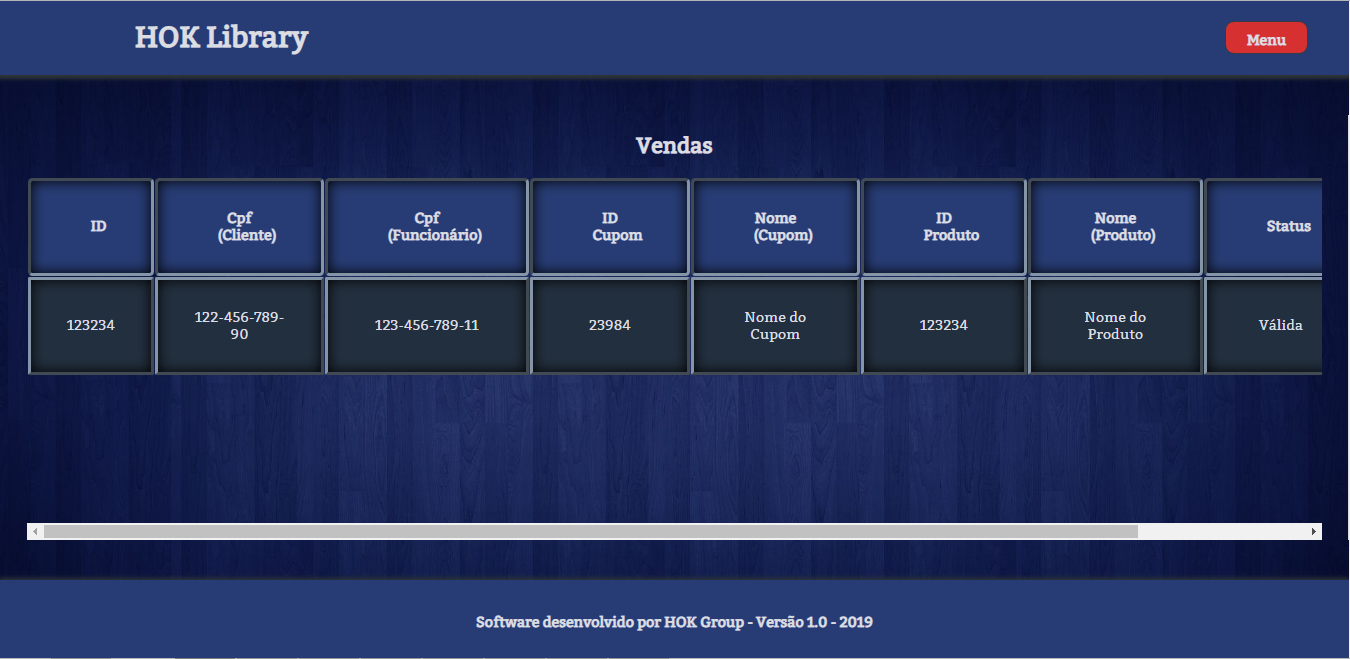 HOK Library
Menu
Vendas
ID
Cpf
(Cliente)
Cpf
(Funcionário)
ID
Cupom
Nome
(Cupom)
ID
Produto
Nome
(Produto)
Status
123234
122-456-789-
90
123-456-789-11
23984
Nome do
Cupom
123234
Nome do
Produto
Válida
Software desenvolvido por HOK Group - Versão 1.0 - 2019